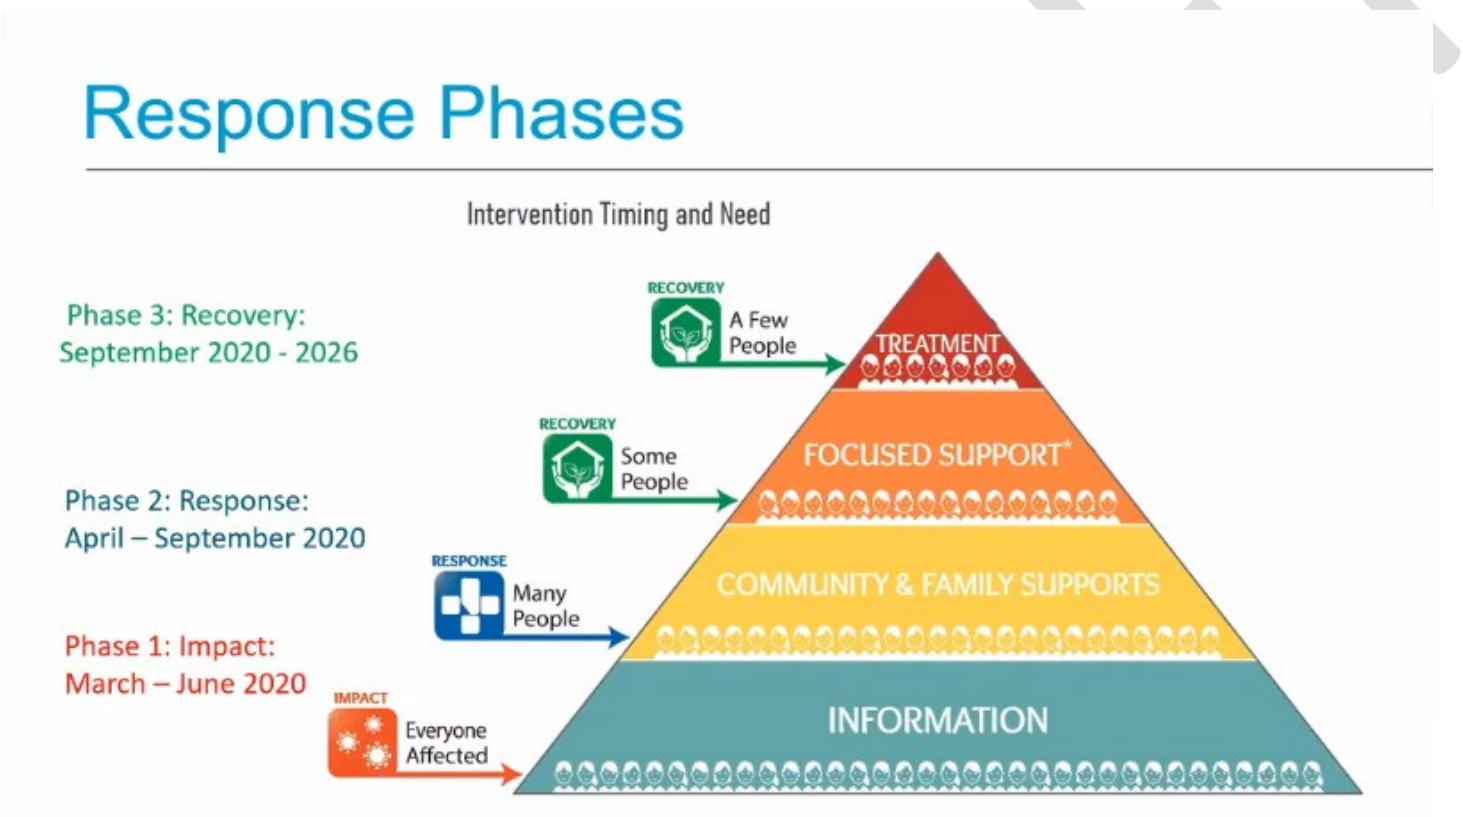 Response Phases
Intervention Timing and Need
Phase 3: Recovery:
September 2020 - 2026
RECOVERY
A Few
People
TREATMENT
RECOVERY
Some
People
FOCUSED SUPPORT*
Phase 2: Response:
April – September 2020
RESPONSE
Many
People
COMMUNITY & FAMILY SUPPORTS
Phase 1: Impact:
March – June 2020
IMPACT
Everyone
Affected
INFORMATION